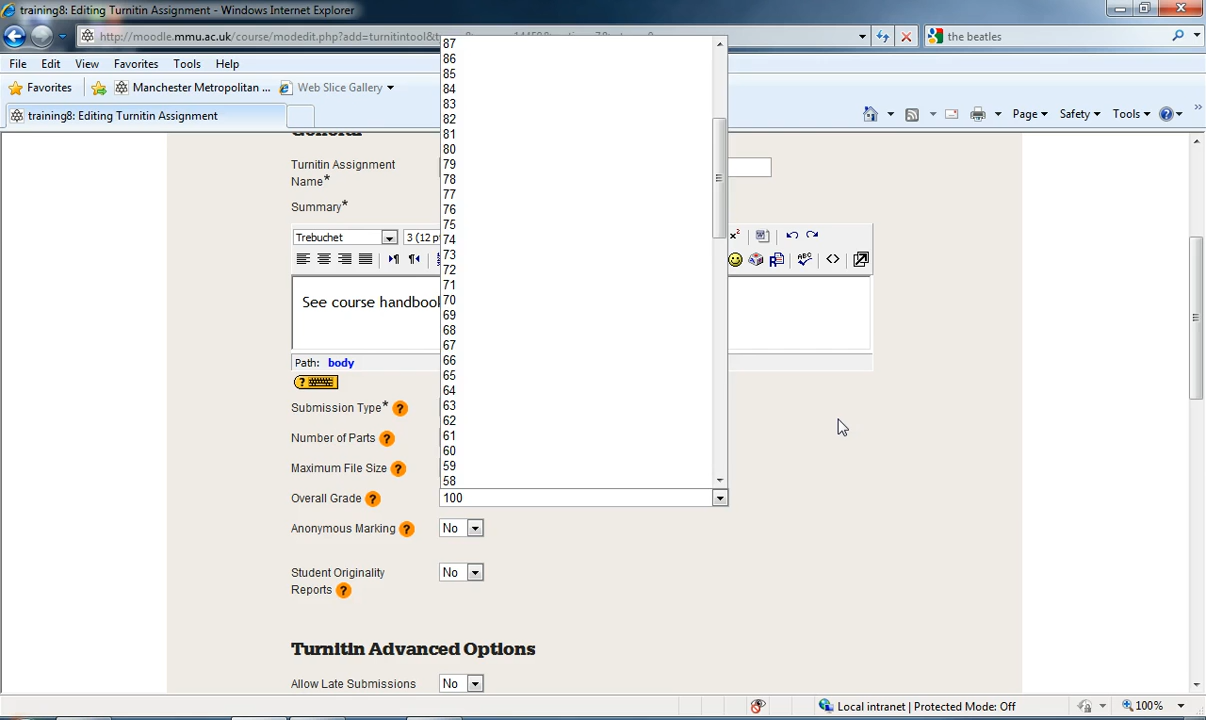 training8: Editing Turnitin Assignment - Windows Internet Explorer
http://moodle.mmu.ac.uk/course/modedit.php?add=turnitintool&
the beatles
File Edit View Favorites Tools Help
Favorites Manchester Metropolitan ... Web Slice Gallery
training8: Editing Turnitin Assignment
Page Safety Tools
General
Turnitin Assignment
Name*
Summary*
Trebuchet 3 (12 pt
See course handbook
Path: body
Submission Type*
Number of Parts
Maximum File Size
Overall Grade
100
Anonymous Marking No
Student Originality
Reports No
87
86
85
84
83
82
81
80
79
78
77
76
75
74
73
72
71
70
69
68
67
66
65
64
63
62
61
60
59
58
Turnitin Advanced Options
Allow Late Submissions No
Local intranet | Protected Mode: Off
100%